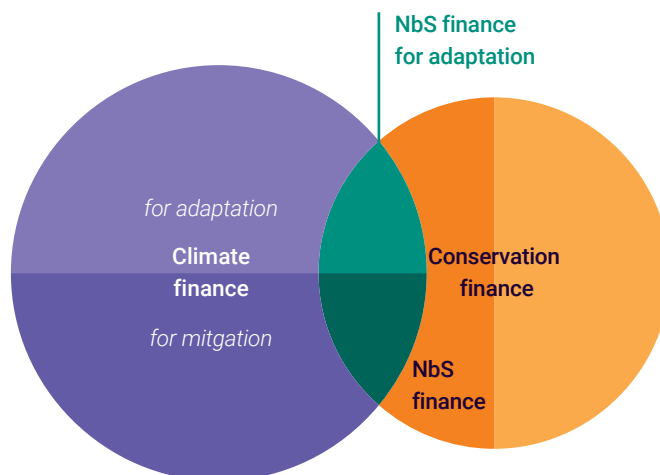 NbS finance
for adaptation
for adaptation
Climate
finance
for mitgation
Conservation
finance
NbS
finance